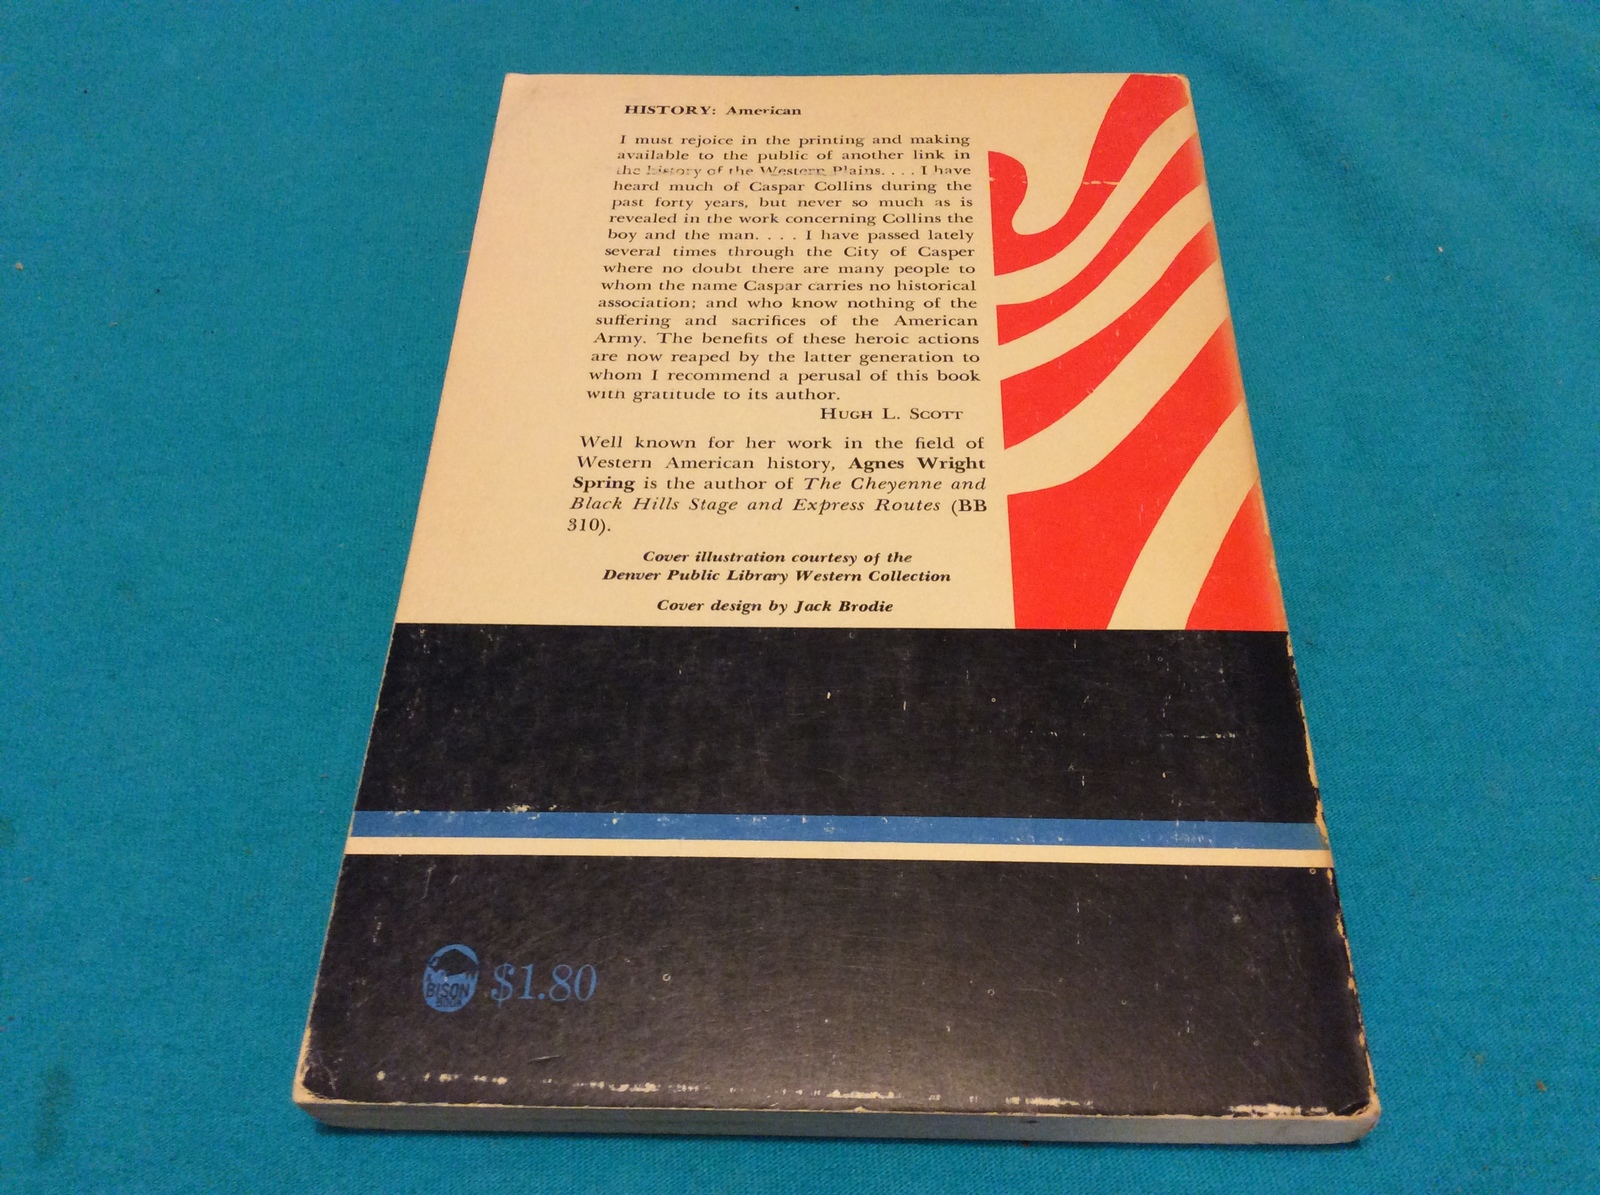 HISTORY: American
I must rejoice in the printing and making
available to the public of another link in
the history of the Western Plains. . . . I have
heard much of Caspar Collins during the
past forty years, but never so much as is
revealed in the work concerning Collins the
boy and the man. . . . I have passed lately
several times through the City of Casper
where no doubt there are many people to
whom the name Caspar carries no historical
association; and who know nothing of the
suffering and sacrifices of the American
Army. The benefits of these heroic actions
are now reaped by the latter generation to
whom I recommend a perusal of this book
with gratitude to its author.
HUGH L. SCOTT
Well known for her work in the field of
Western American history, Agnes Wright
Spring is the author of The Cheyenne and
Black Hills Stage and Express Routes (BB
310).
Cover illustration courtesy of the
Denver Public Library Western Collection
Cover design by Jack Brodie
BISON
BOOK
$1.80